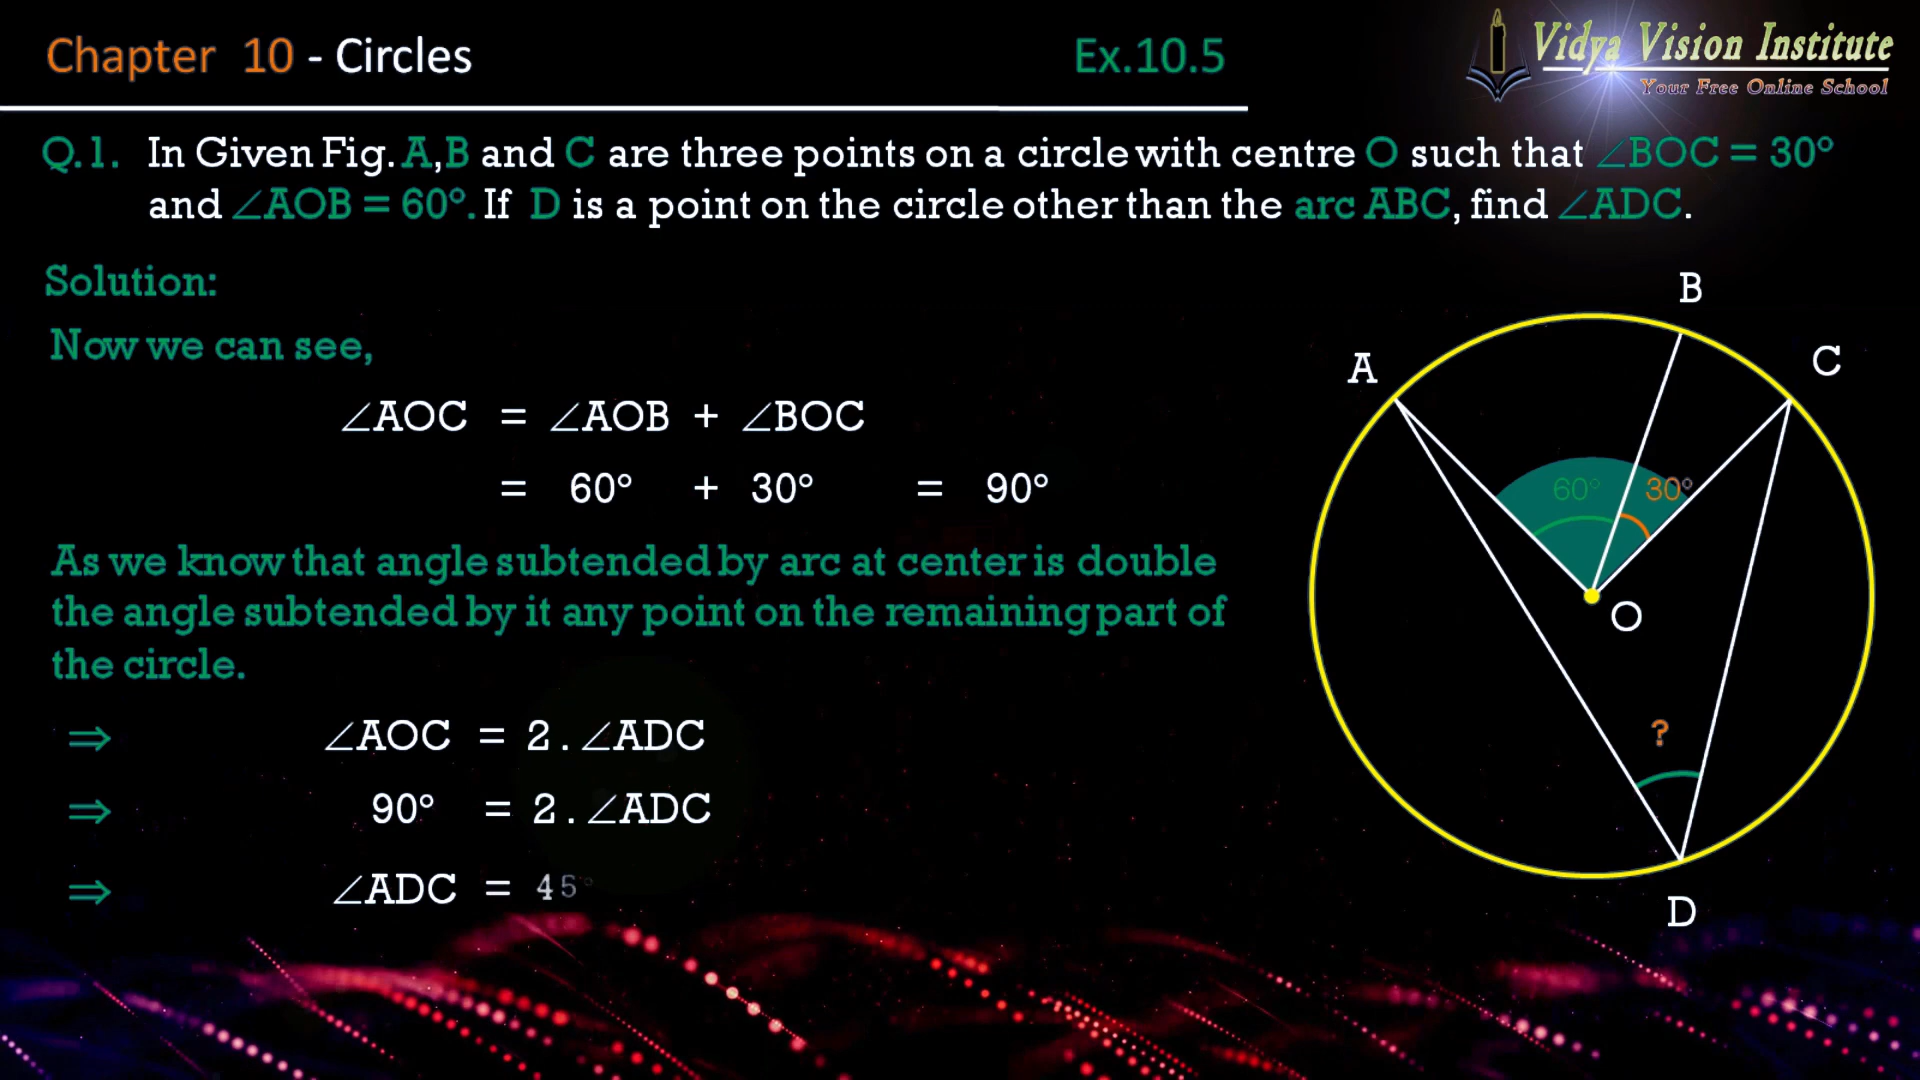 Chapter 10 - Circles
Ex.10.5
Vidya Vision Institute
Your Free Online School
Q.1. In Given Fig. A,B and C are three points on a circle with centre O such that ∠BOC = 30°
and ∠AOB = 60°. If D is a point on the circle other than the arc ABC, find ∠ADC.
Solution:
Now we can see,
∠AOC = ∠AOB + ∠BOC
= 60° + 30° = 90°
As we know that angle subtended by arc at center is double
the angle subtended by it any point on the remaining part of
the circle.
⇒ ∠AOC = 2 . ∠ADC
⇒ 90° = 2 . ∠ADC
⇒ ∠ADC = 45°
B
A
C
60°
30°
O
?
D